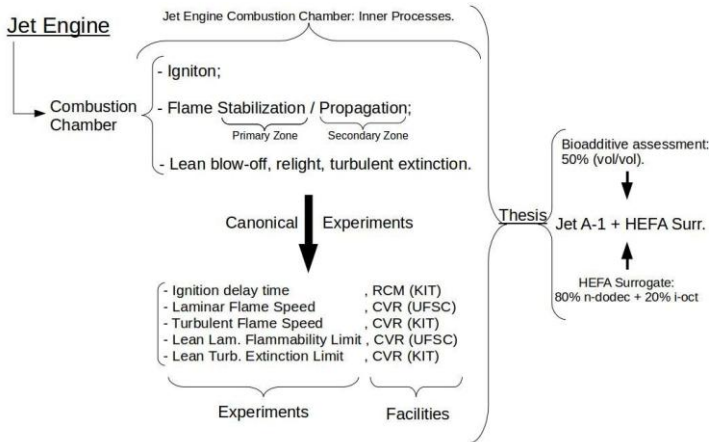 Jet Engine Combustion Chamber: Inner Processes.
Jet Engine
Combustion
Chamber
- Igniton;
- Flame Stabilization / Propagation;
Primary Zone
Secondary Zone
- Lean blow-off, relight, turbulent extinction.
Canonical Experiments
- Ignition delay time , RCM (KIT)
- Laminar Flame Speed , CVR (UFSC)
- Turbulent Flame Speed , CVR (KIT)
- Lean Lam. Flammability Limit , CVR (UFSC)
- Lean Turb. Extinction Limit , CVR (KIT)
Experiments
Facilities
Thesis
Bioadditive assessment:
50% (vol/vol).
Jet A-1 + HEFA Surr.
HEFA Surrogate:
80% n-dodec + 20% i-oct